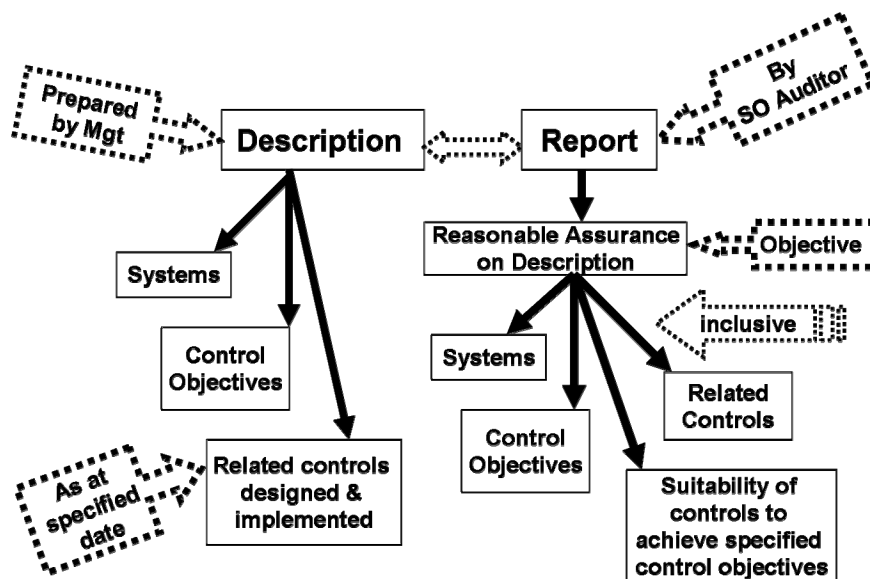 Prepared
by Mgt
Description
Report
By
SO Auditor
Systems
Control
Objectives
As at
specified
date
Related controls
designed &
implemented
Reasonable Assurance
on Description
Objective
inclusive
Systems
Control
Objectives
Related
Controls
Suitability of
controls to
achieve specified
control objectives